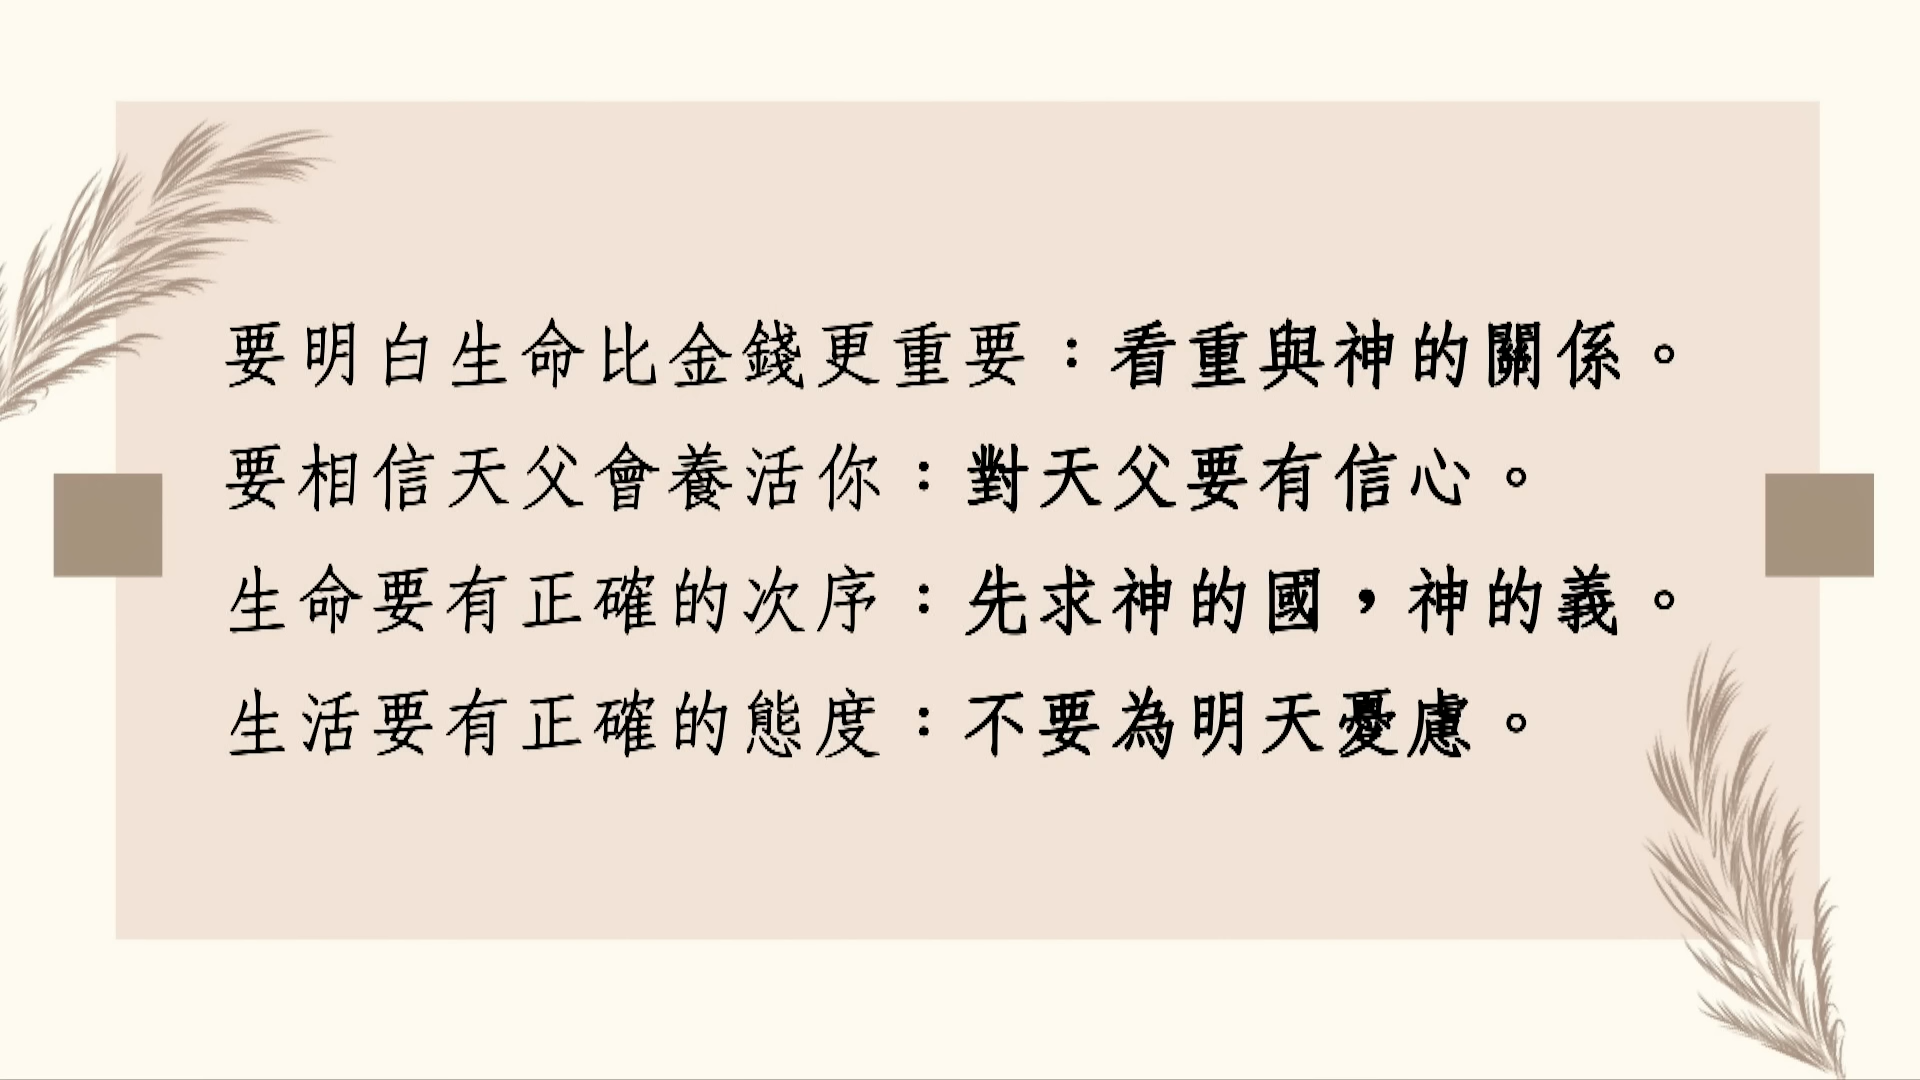 要明白生命比金錢更重要：看重與神的關係。
要相信天父會養活你：對天父要有信心。
生命要有正確的次序：先求神的國，神的義。
生活要有正確的態度：不要為明天憂慮。